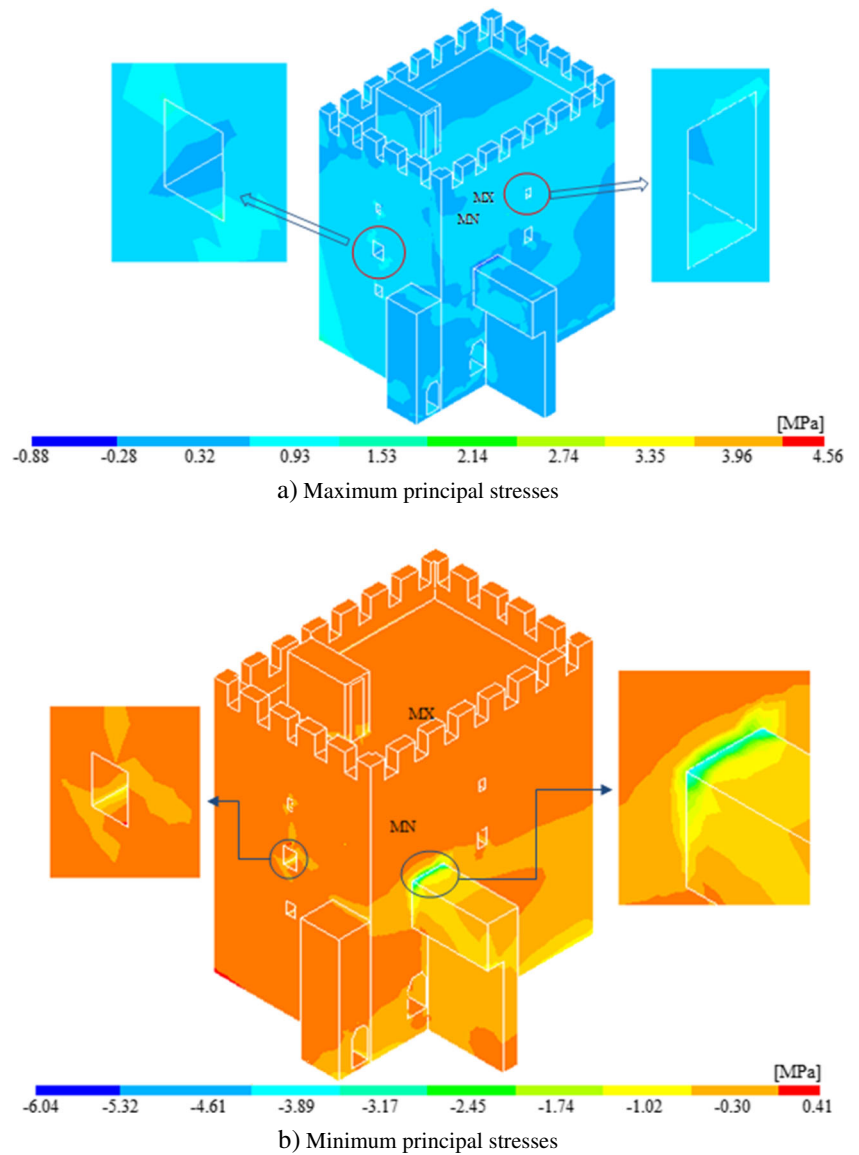 MX
MN
[MPa]
-0.88 -0.28 0.32 0.93 1.53 2.14 2.74 3.35 3.96 4.56
a) Maximum principal stresses
MX
MN
[MPa]
-6.04 -5.32 -4.61 -3.89 -3.17 -2.45 -1.74 -1.02 -0.30 0.41
b) Minimum principal stresses